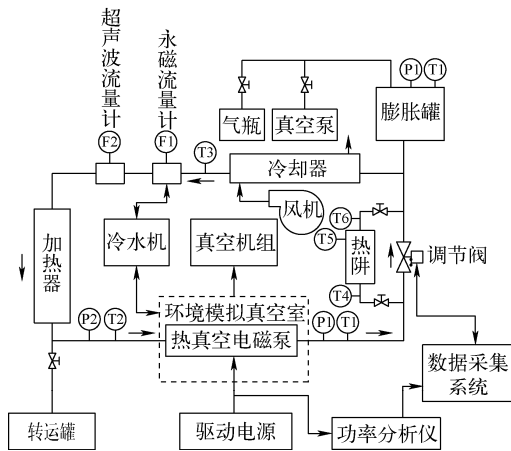 超声波流量计
永磁流量计
F2
F1
T3
气瓶
真空泵
P1
T1
膨胀罐
冷却器
风机
T6
T5
热阱
T4
调节阀
加热器
冷水机
真空机组
环境模拟真空室
热真空电磁泵
P2
T2
P1
T1
数据采集
系统
转运罐
驱动电源
功率分析仪